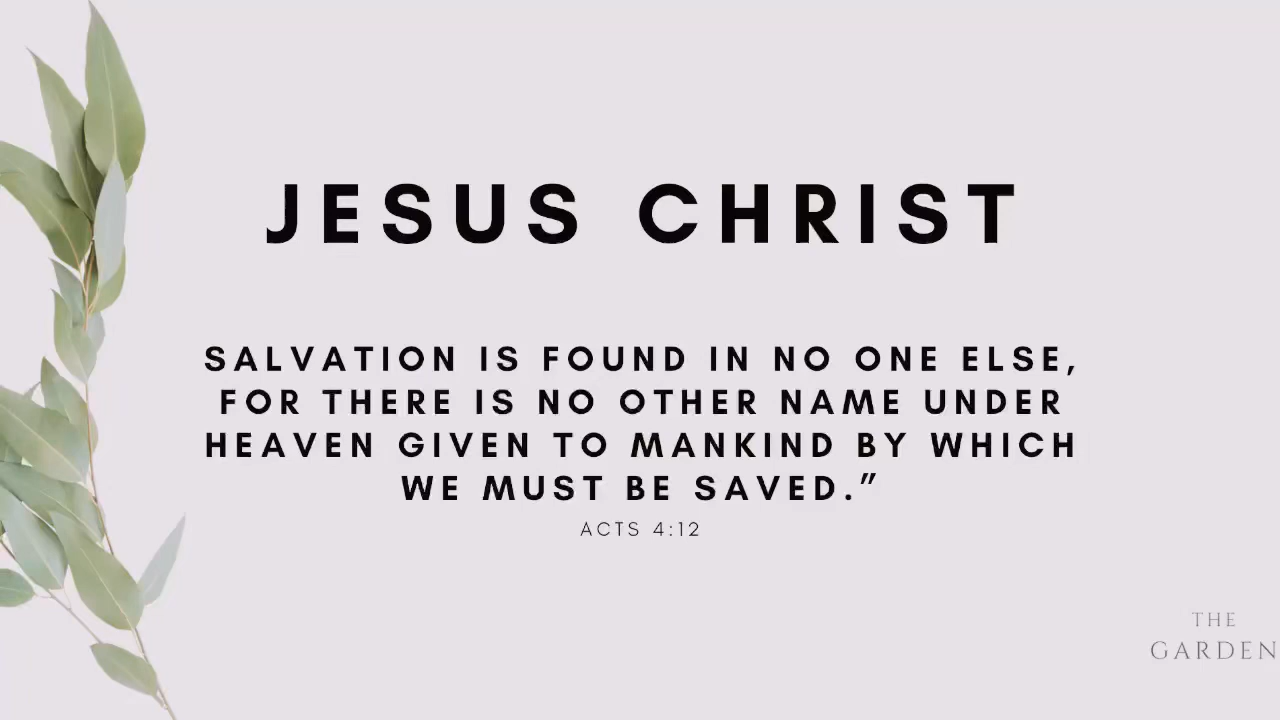 JESUS CHRIST
SALVATION IS FOUND IN NO ONE ELSE,
FOR THERE IS NO OTHER NAME UNDER
HEAVEN GIVEN TO MANKIND BY WHICH
WE MUST BE SAVED.”
ACTS 4:12
THE
GARDEN